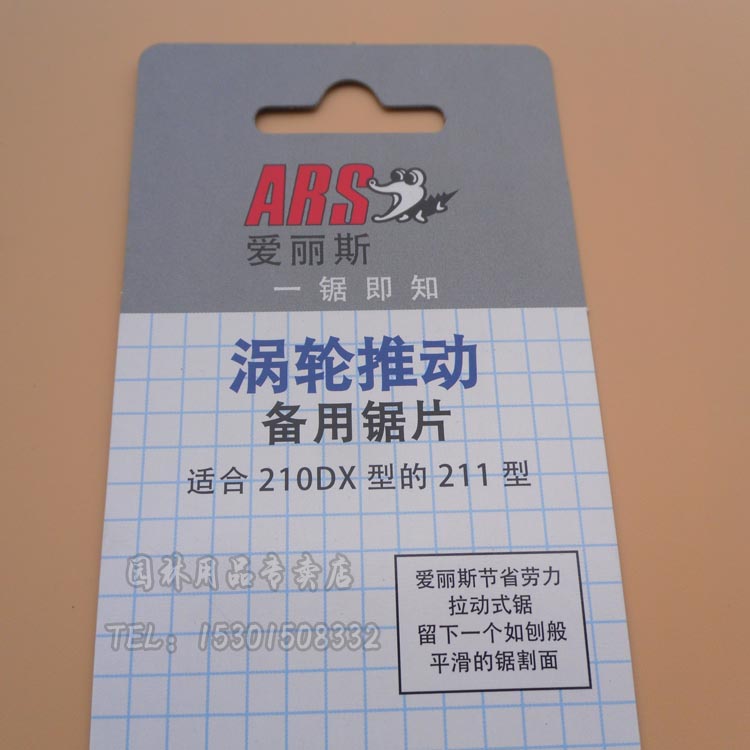 ARS
爱丽斯
一锯即知
涡轮推动
备用锯片
适合 210DX 型的 211 型
园林用品专卖店
TEL：15301508332
爱丽斯节省劳力
拉动式锯
留下一个如刨般
平滑的锯割面